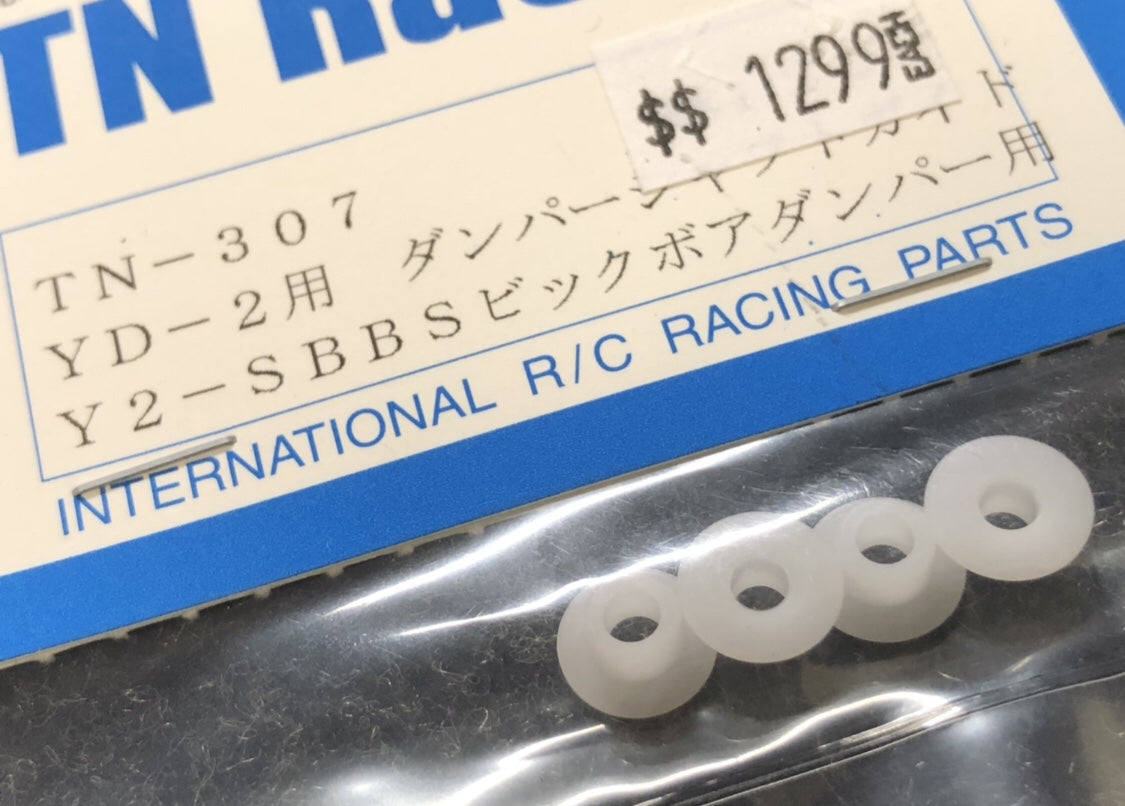 TN
$$ 1299 EACH
TN－307
YD－2用 ダンパーシャフトガイド
Y2－SBBSビックボアダンパー用
INTERNATIONAL R/C RACING PARTS